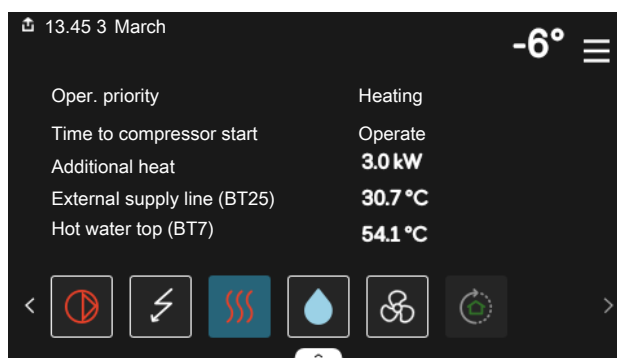 13.45 3 March
-6°
Oper. priority Heating
Time to compressor start Operate
Additional heat 3.0 kW
External supply line (BT25) 30.7 °C
Hot water top (BT7) 54.1 °C